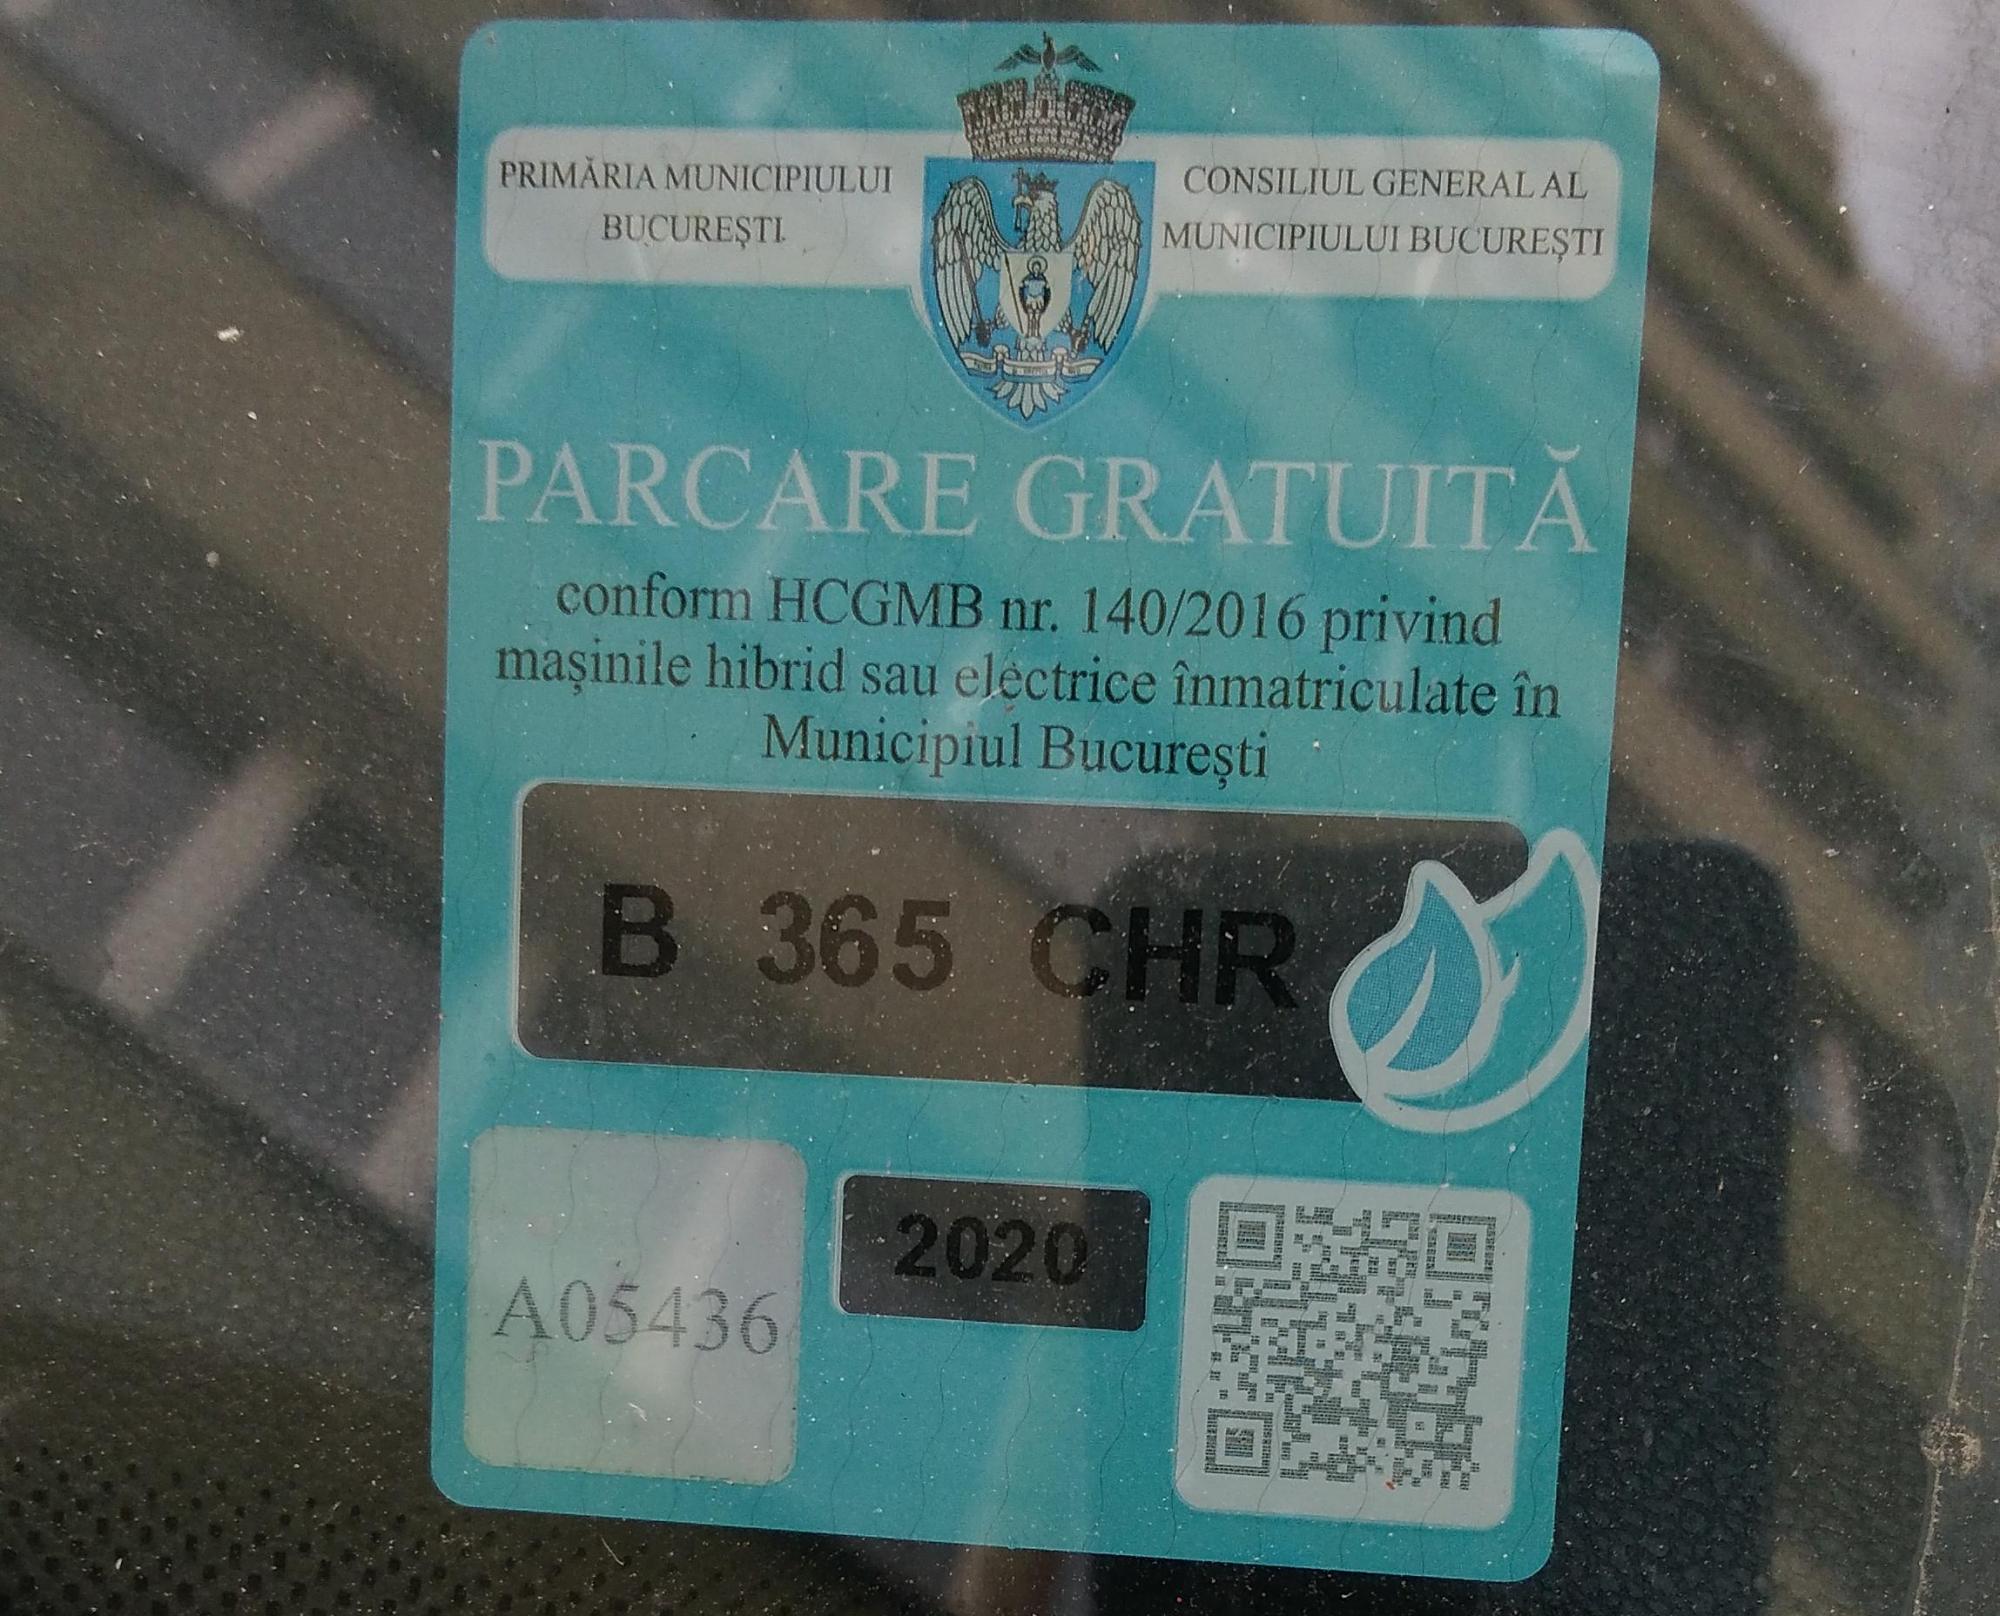 PRIMĂRIA MUNICIPIULUI
BUCUREȘTI
CONSILIUL GENERAL AL
MUNICIPIULUI BUCUREȘTI
PARCARE GRATUITĂ
conform HCGMB nr. 140/2016 privind
mașinile hibrid sau electrice înmatriculate în
Municipiul București
B 365 CHR
A05436
2020